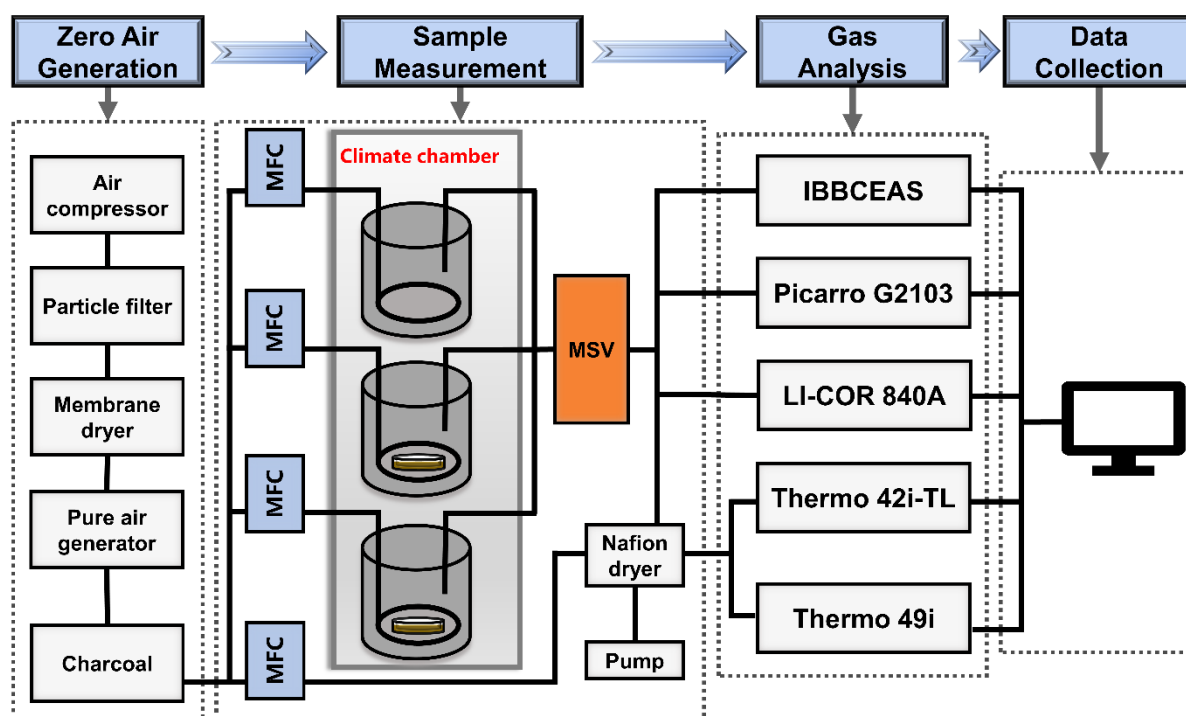 Zero Air
Generation
Sample
Measurement
Gas
Analysis
Data
Collection
Air
compressor
Particle filter
Membrane
dryer
Pure air
generator
Charcoal
MFC
MFC
MFC
MFC
Climate chamber
MSV
Nafion
dryer
Pump
IBBCEAS
Picarro G2103
LI-COR 840A
Thermo 42i-TL
Thermo 49i